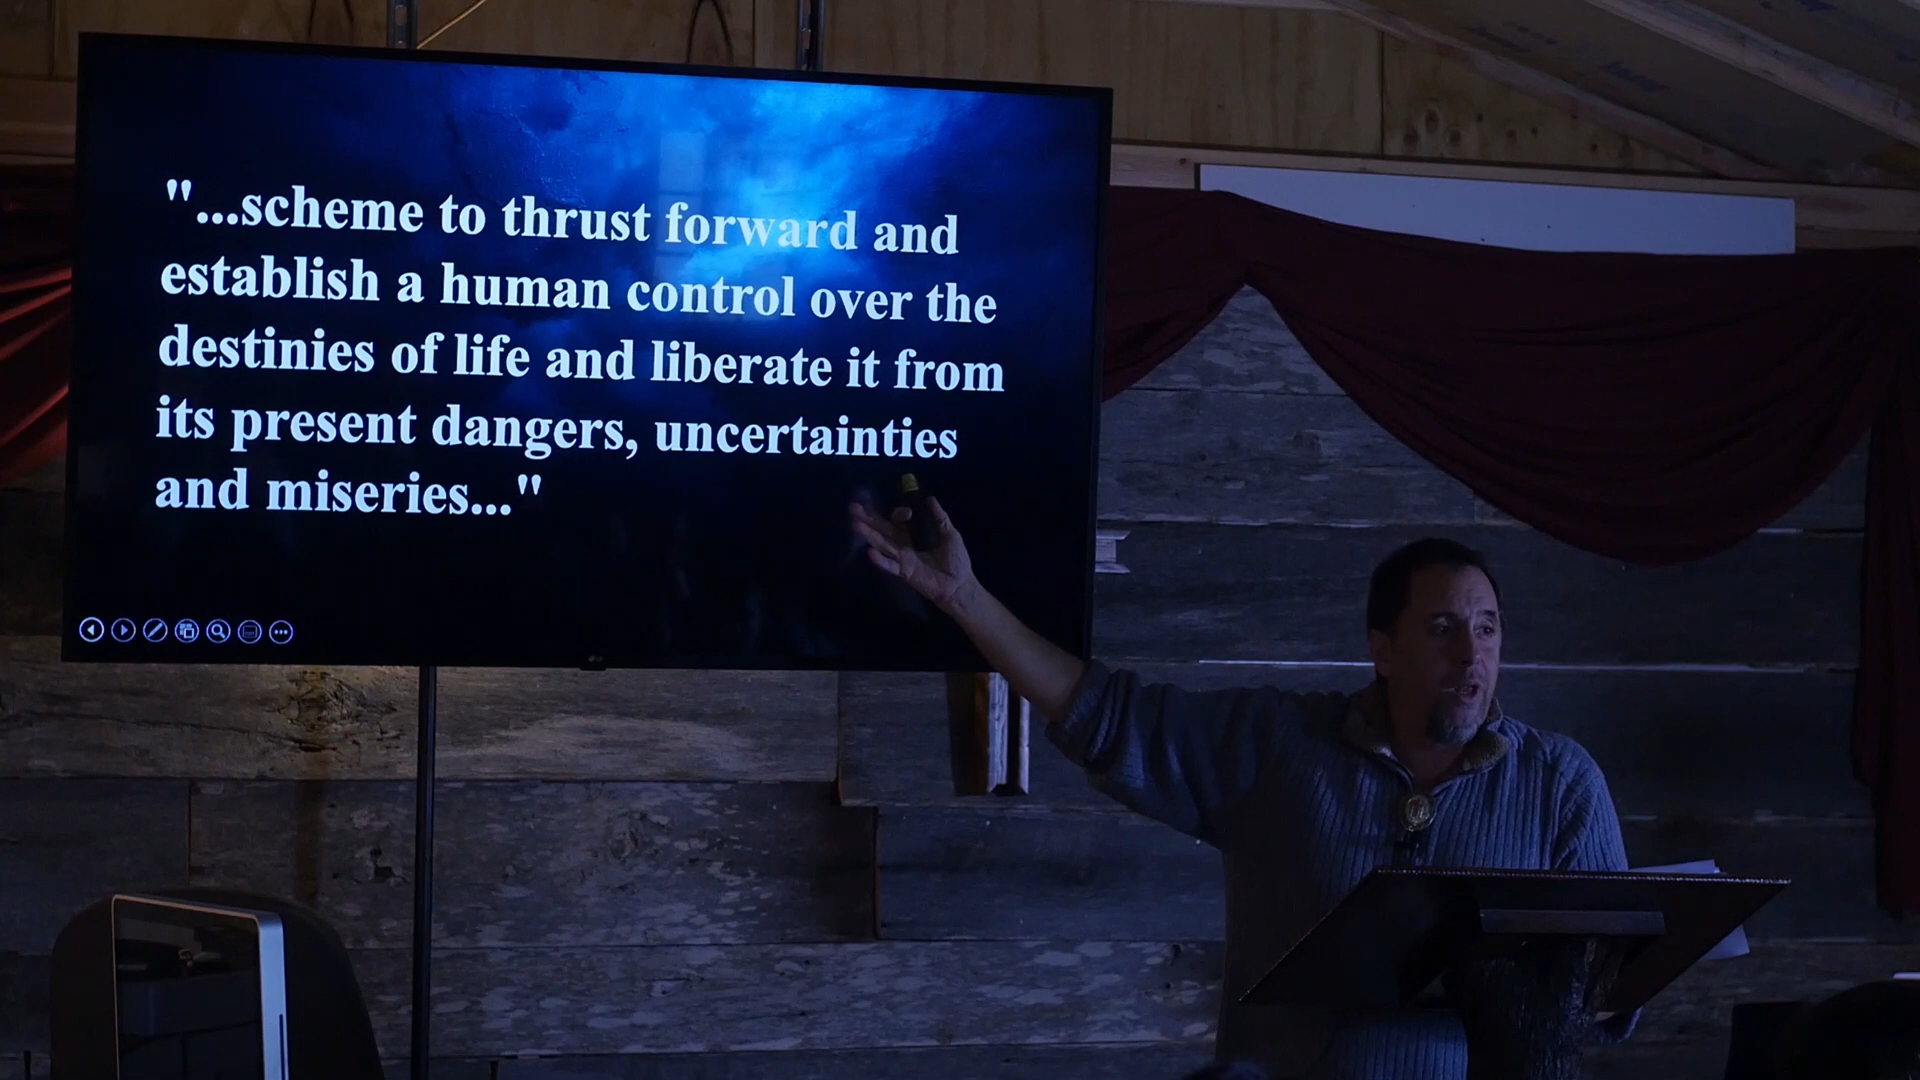 "...scheme to thrust forward and
establish a human control over the
destinies of life and liberate it from
its present dangers, uncertainties
and miseries..."
LG